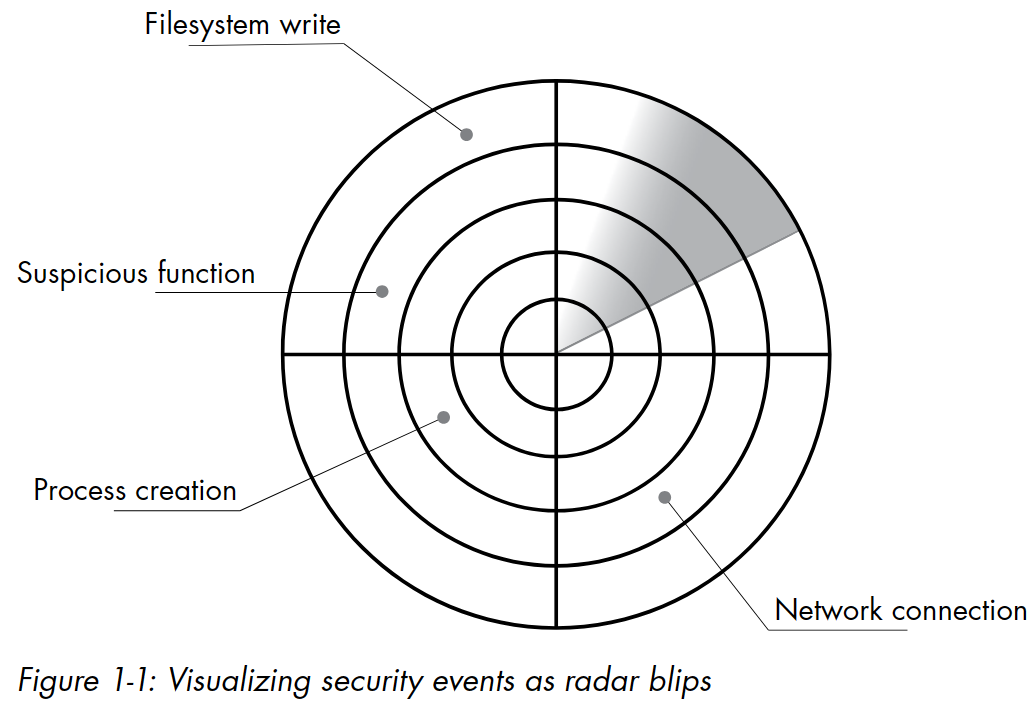 Filesystem write
Suspicious function
Process creation
Network connection
Figure 1-1: Visualizing security events as radar blips